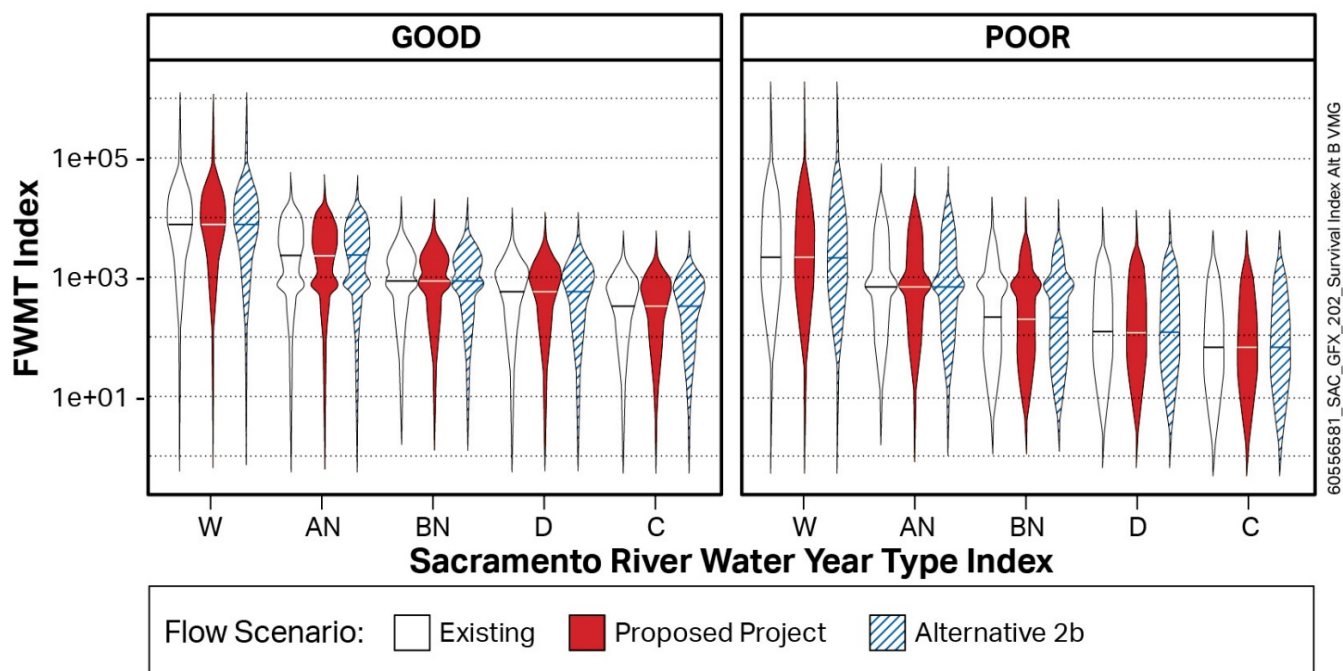 GOOD
POOR
FWMT Index
1e+05
1e+03
1e+01
W AN BN D C
W AN BN D C
Sacramento River Water Year Type Index
Flow Scenario: Existing Proposed Project Alternative 2b
60556581_SAC_GFX_202_Survival Index Alt B VMG